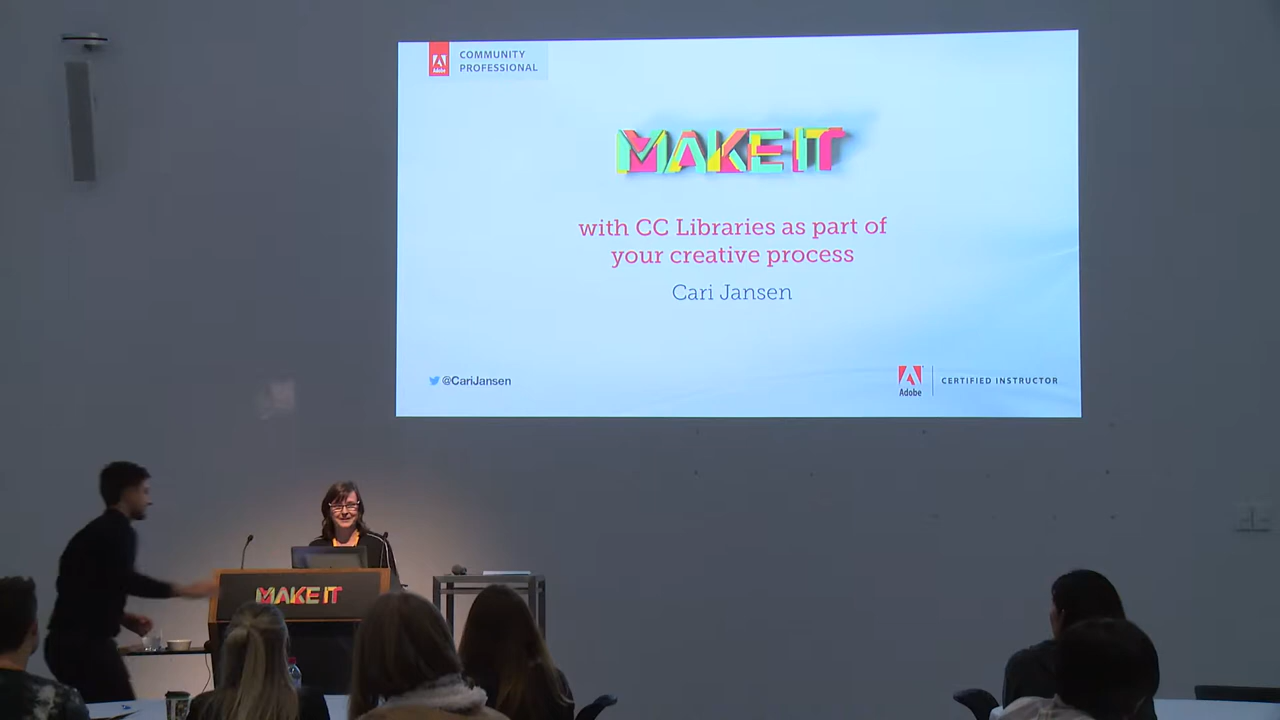 COMMUNITY
PROFESSIONAL
Adobe
MAKE IT
with CC Libraries as part of
your creative process
Cari Jansen
@CariJansen
Adobe
CERTIFIED INSTRUCTOR
MAKE IT